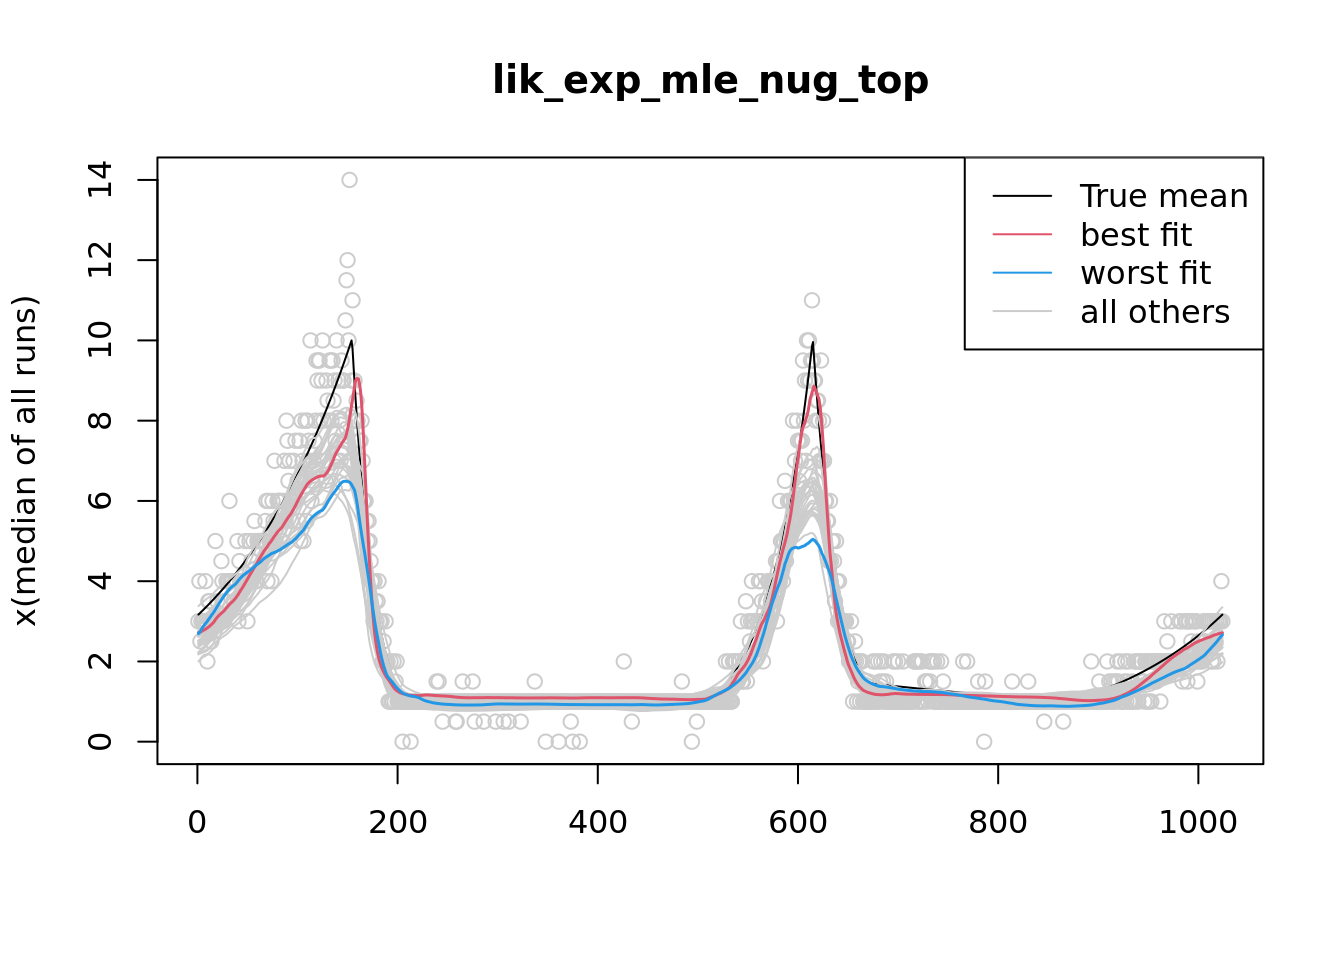 lik_exp_mle_nug_top
x(median of all runs)
14
12
10
8
6
4
2
0
True mean
best fit
worst fit
all others
0 200 400 600 800 1000